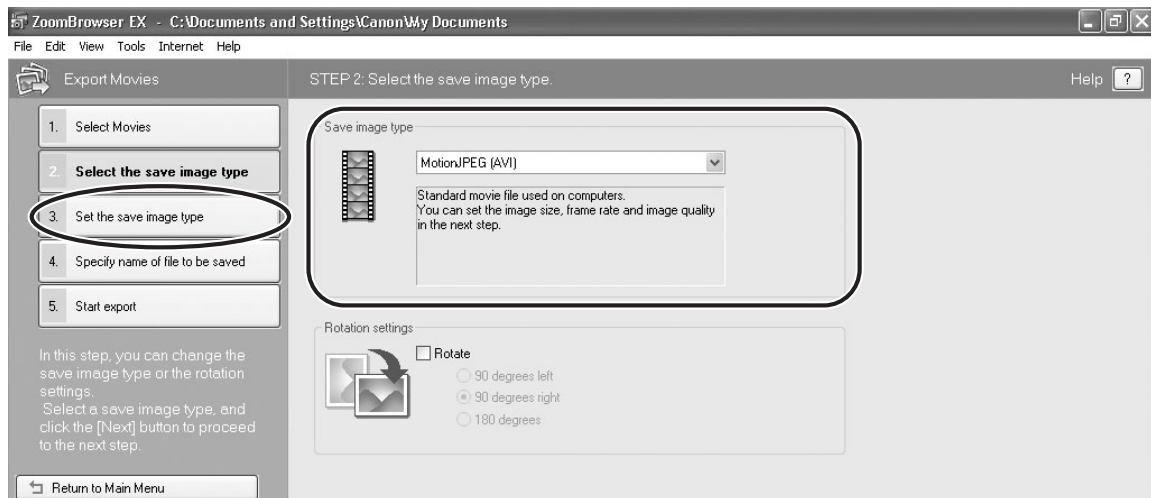 ZoomBrowser EX - C:\Documents and Settings\Canon\My Documents
File Edit View Tools Internet Help
Export Movies
STEP 2: Select the save image type.
Help ?
1. Select Movies
2. Select the save image type
3. Set the save image type
4. Specify name of file to be saved
5. Start export
In this step, you can change the
save image type or the rotation
settings.
Select a save image type, and
click the [Next] button to proceed
to the next step.
Return to Main Menu
Save image type
MotionJPEG (AVI)
Standard movie file used on computers.
You can set the image size, frame rate and image quality
in the next step.
Rotation settings
Rotate
90 degrees left
90 degrees right
180 degrees